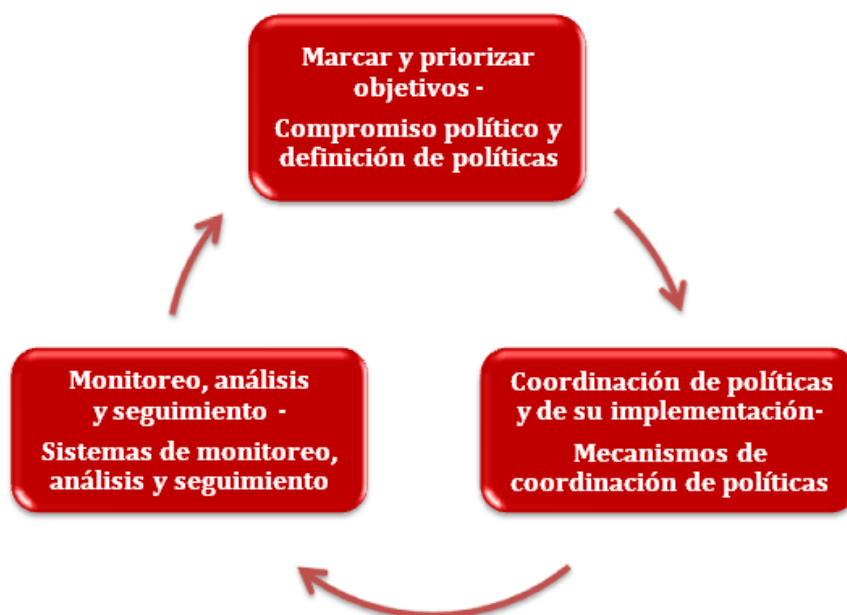 Marcar y priorizar
objetivos -
Compromiso político y
definición de políticas
Monitoreo, análisis
y seguimiento -
Sistemas de monitoreo,
análisis y seguimiento
Coordinación de políticas
y de su implementación-
Mecanismos de
coordinación de políticas